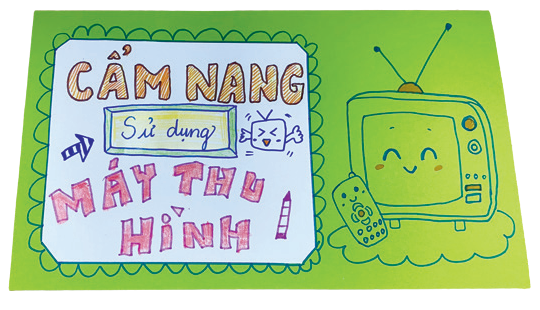 CẨM NANG
Sử dụng
MÁY THU
HÌNH